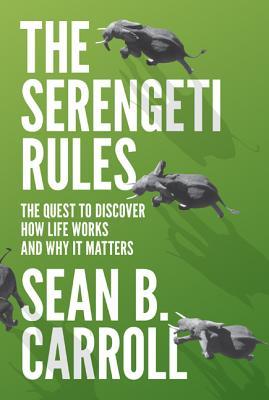 THE
SERENGETI
RULES
THE QUEST TO DISCOVER
HOW LIFE WORKS
AND WHY IT MATTERS
SEAN B.
CARROLL